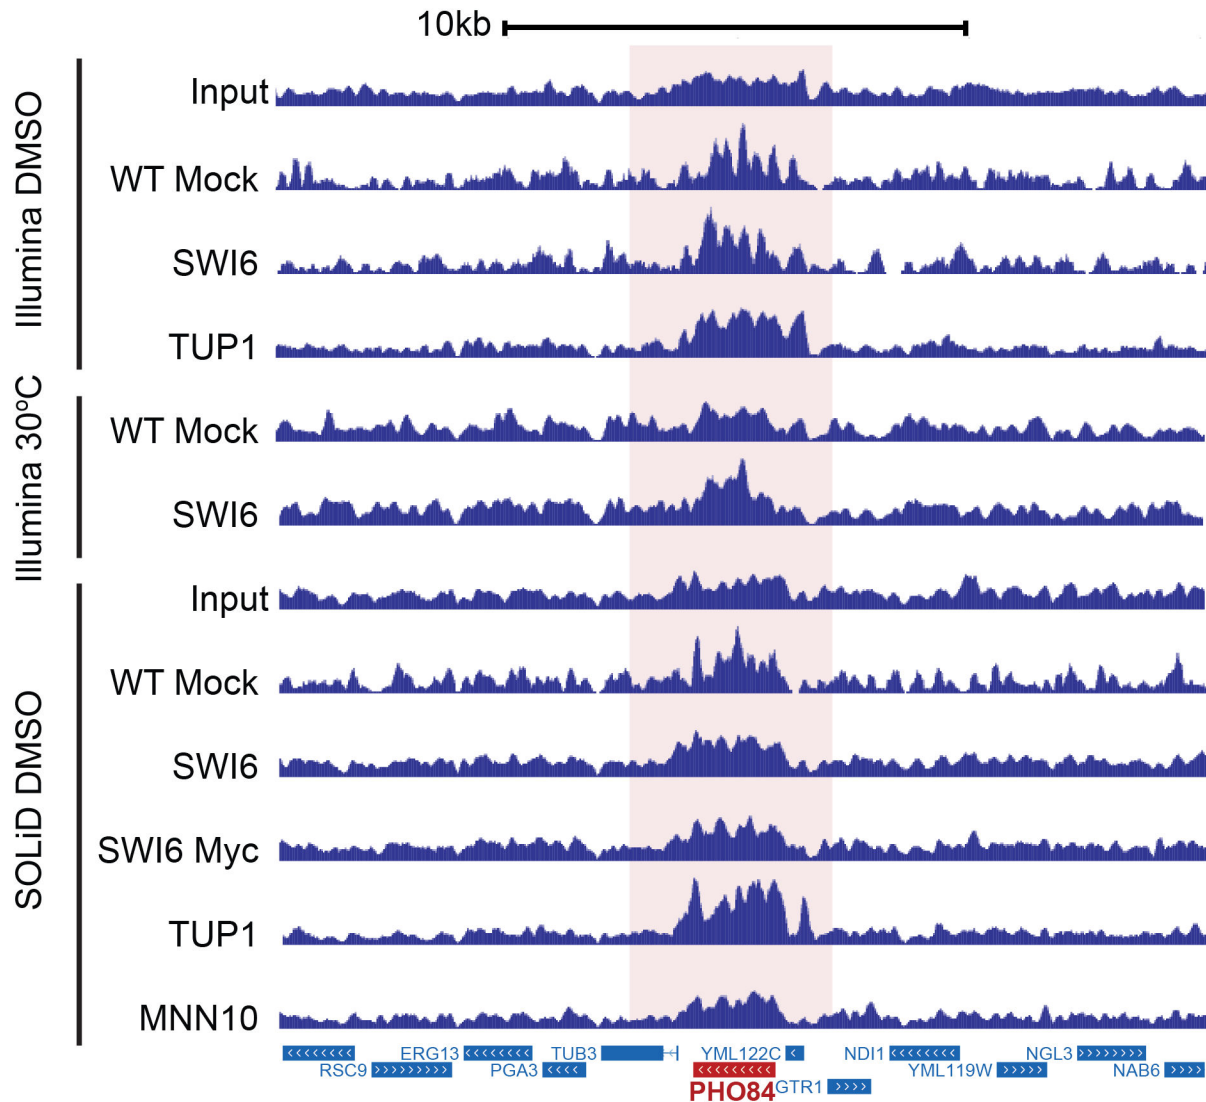 10kb
Illumina DMSO
Input
WT Mock
SWI6
TUP1
Illumina 30ºC
WT Mock
SWI6
SOLiD DMSO
Input
WT Mock
SWI6
SWI6 Myc
TUP1
MNN10
ERG13 TUB3 YML122C NDI1 NGL3
RSC9 PGA3 PHO84 YML119W NAB6
GTR1